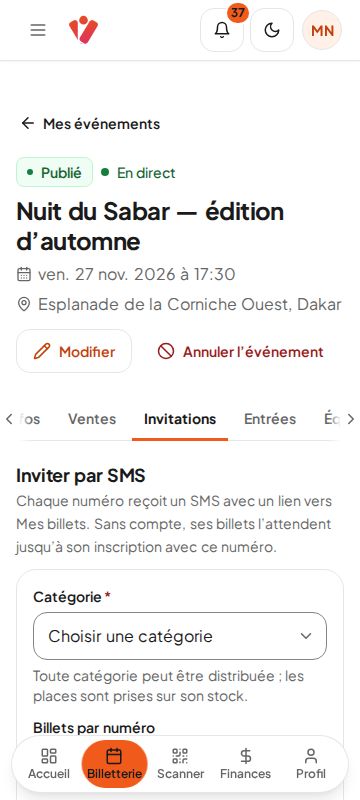 37
MN
Mes événements
Publié
En direct
Nuit du Sabar — édition
d’automne
ven. 27 nov. 2026 à 17:30
Esplanade de la Corniche Ouest, Dakar
Modifier
Annuler l’événement
Ventes
Invitations
Entrées
Inviter par SMS
Chaque numéro reçoit un SMS avec un lien vers
Mes billets. Sans compte, ses billets l’attendent
jusqu’à son inscription avec ce numéro.
Catégorie *
Choisir une catégorie
Toute catégorie peut être distribuée ; les
places sont prises sur son stock.
Billets par numéro
Accueil
Billetterie
Scanner
Finances
Profil